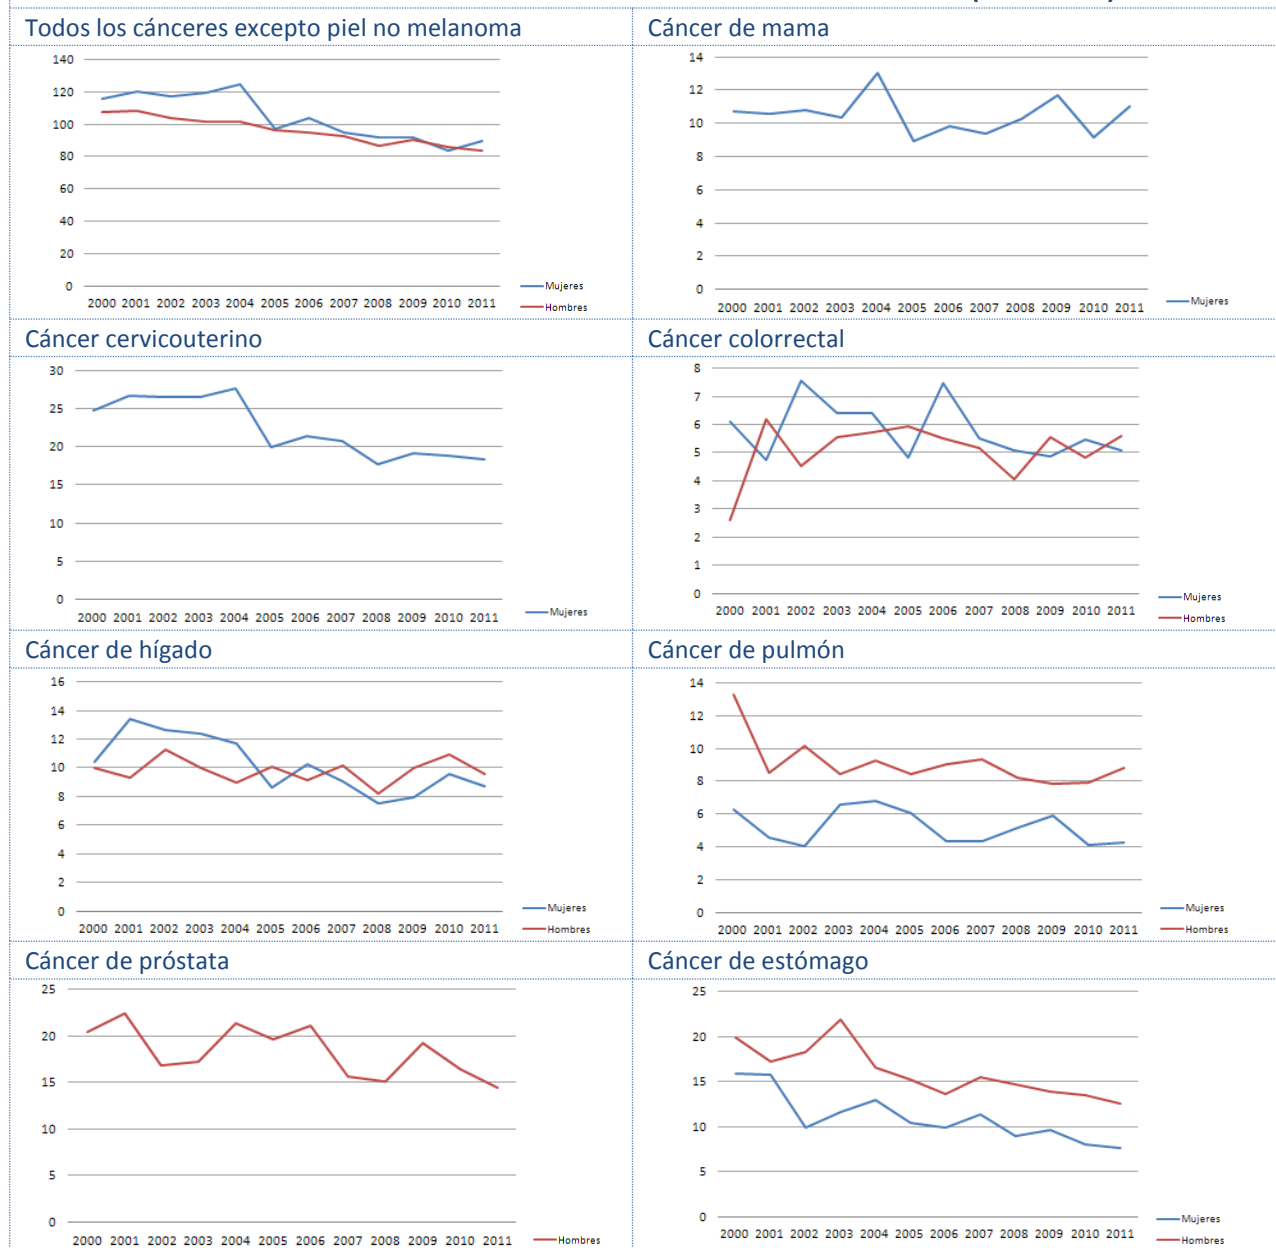 Todos los cánceres excepto piel no melanoma
140
120
100
80
60
40
20
0
2000 2001 2002 2003 2004 2005 2006 2007 2008 2009 2010 2011
Mujeres
Hombres
Cáncer de mama
14
12
10
8
6
4
2
0
2000 2001 2002 2003 2004 2005 2006 2007 2008 2009 2010 2011
Mujeres
Cáncer cervicouterino
30
25
20
15
10
5
0
2000 2001 2002 2003 2004 2005 2006 2007 2008 2009 2010 2011
Mujeres
Cáncer colorrectal
8
7
6
5
4
3
2
1
0
2000 2001 2002 2003 2004 2005 2006 2007 2008 2009 2010 2011
Mujeres
Hombres
Cáncer de hígado
16
14
12
10
8
6
4
2
0
2000 2001 2002 2003 2004 2005 2006 2007 2008 2009 2010 2011
Mujeres
Hombres
Cáncer de pulmón
14
12
10
8
6
4
2
0
2000 2001 2002 2003 2004 2005 2006 2007 2008 2009 2010 2011
Mujeres
Hombres
Cáncer de próstata
25
20
15
10
5
0
2000 2001 2002 2003 2004 2005 2006 2007 2008 2009 2010 2011
Hombres
Cáncer de estómago
25
20
15
10
5
0
2000 2001 2002 2003 2004 2005 2006 2007 2008 2009 2010 2011
Mujeres
Hombres